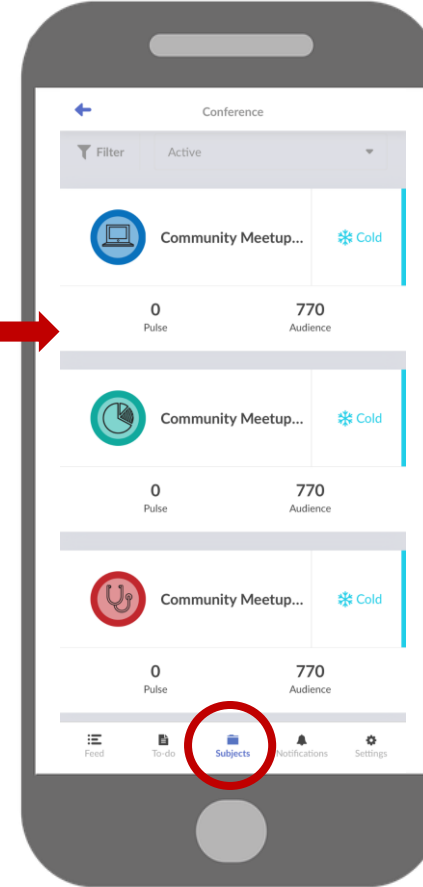 Conference
Filter Active
Community Meetup... Cold
0 770
Pulse Audience
Community Meetup... Cold
0 770
Pulse Audience
Community Meetup... Cold
0 770
Pulse Audience
Feed To-do Subjects Notifications Settings